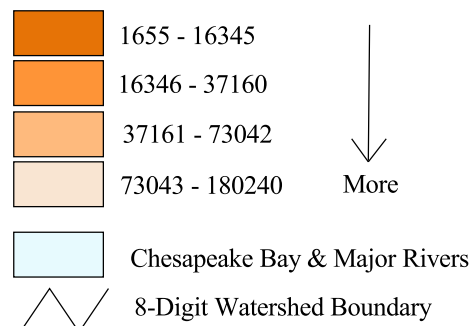 1655 - 16345
16346 - 37160
37161 - 73042
73043 - 180240
More
Chesapeake Bay & Major Rivers
8-Digit Watershed Boundary